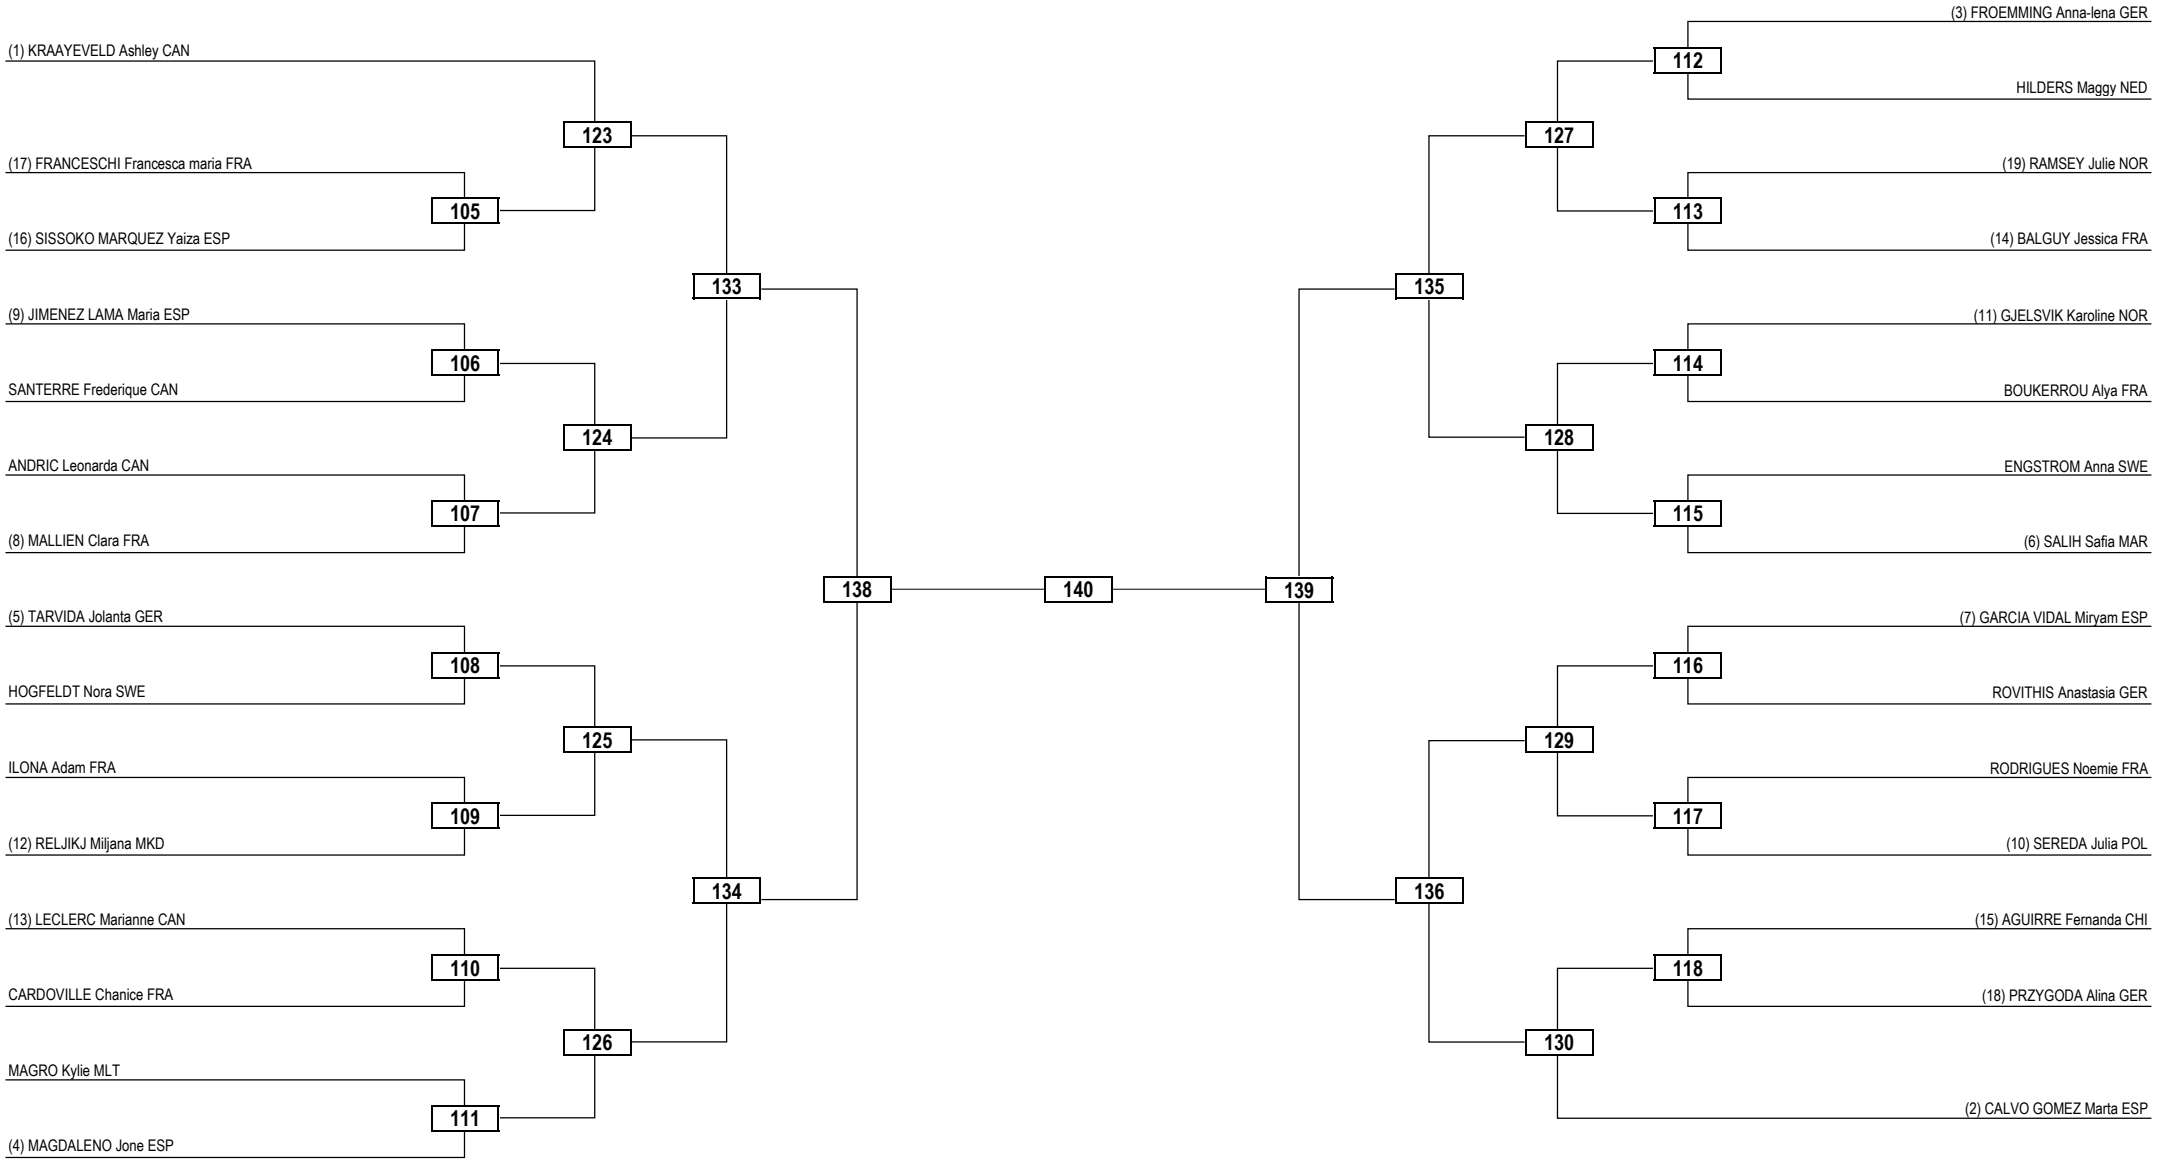 (1) KRAAYEVELD Ashley CAN
(17) FRANCESCHI Francesca maria FRA
(16) SISSOKO MARQUEZ Yaiza ESP
(9) JIMENEZ LAMA Maria ESP
SANTERRE Frederique CAN
ANDRIC Leonarda CAN
(8) MALLIEN Clara FRA
(5) TARVIDA Jolanta GER
HOGFELDT Nora SWE
ILONA Adam FRA
(12) RELJIKJ Miljana MKD
(13) LECLERC Marianne CAN
CARDOVILLE Chanice FRA
MAGRO Kylie MLT
(4) MAGDALENO Jone ESP
105
106
107
108
109
110
111
123
124
125
126
133
134
138
140
139
135
136
127
128
129
130
112
113
114
115
116
117
118
(3) FROEMMING Anna-lena GER
HILDERS Maggy NED
(19) RAMSEY Julie NOR
(14) BALGUY Jessica FRA
(11) GJELSVIK Karoline NOR
BOUKERROU Alya FRA
ENGSTROM Anna SWE
(6) SALIH Safia MAR
(7) GARCIA VIDAL Miryam ESP
ROVITHIS Anastasia GER
RODRIGUES Noemie FRA
(10) SEREDA Julia POL
(15) AGUIRRE Fernanda CHI
(18) PRZYGODA Alina GER
(2) CALVO GOMEZ Marta ESP